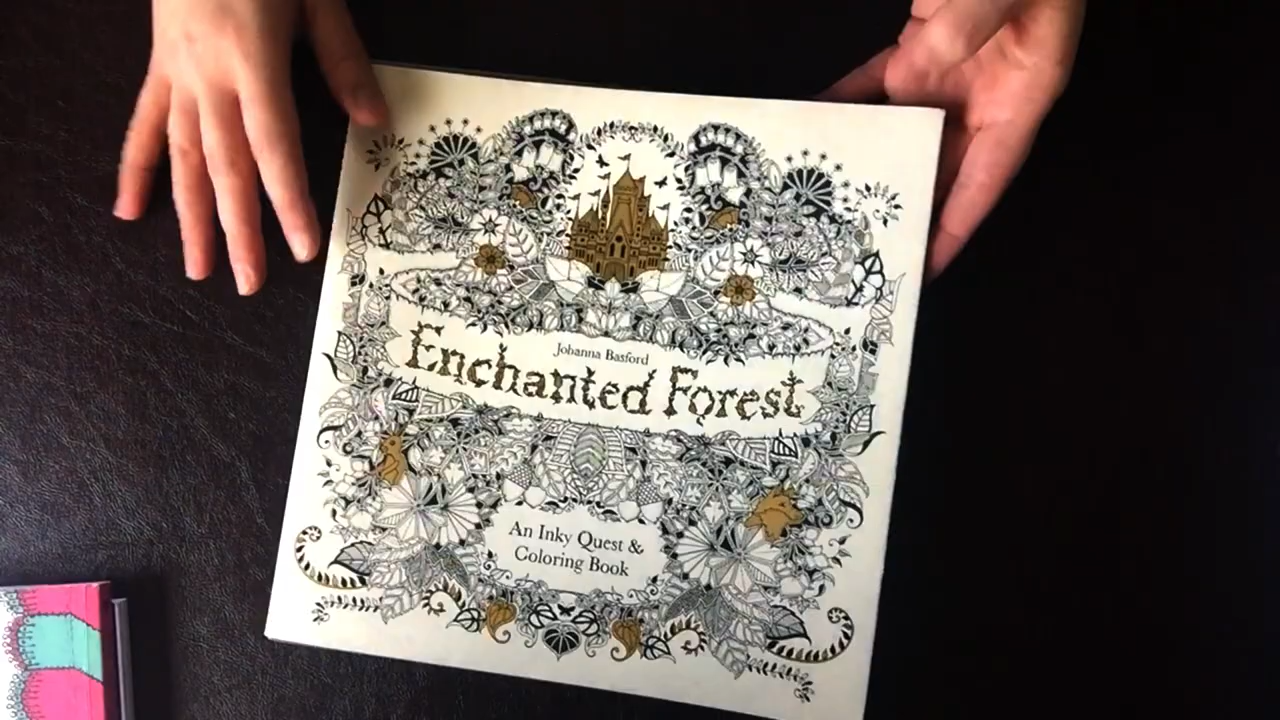 Johanna Basford
Enchanted Forest
An Inky Quest &
Coloring Book